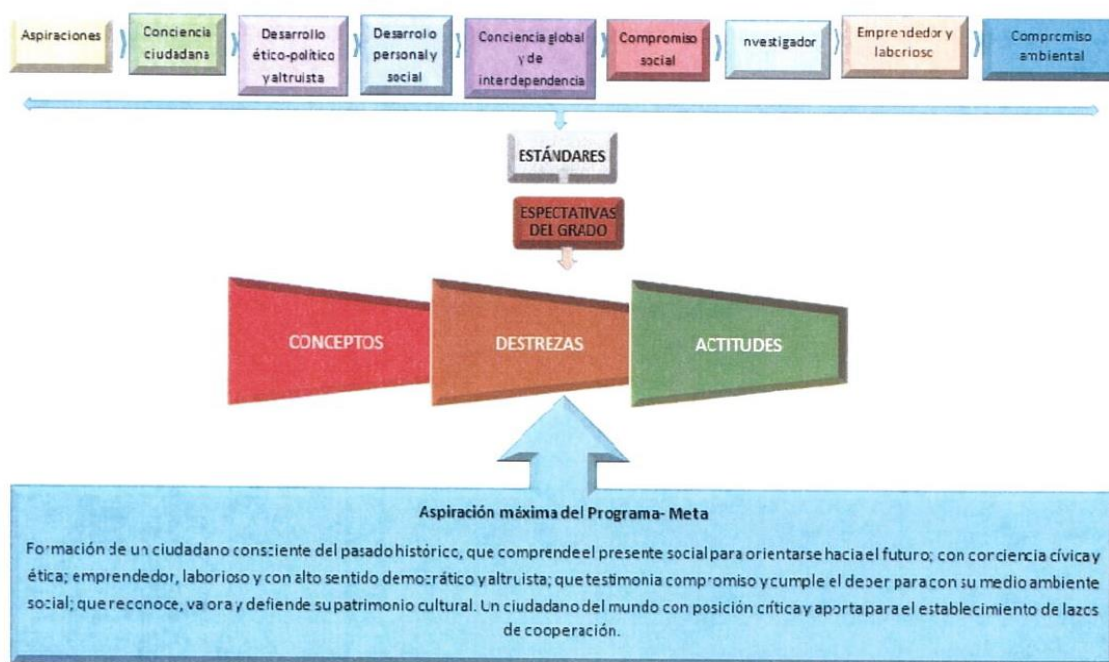 Aspiraciones
Conciencia
ciudadana
Desarrollo
ético-político
y altruista
Desarrollo
personal y
social
Conciencia global
y de
interdependencia
Compromiso
social
nvestigador
Emprendedor y
laborioso
Compromiso
ambiental
ESTÁNDARES
ESPECTATIVAS
DEL GRADO
CONCEPTOS
DESTREZAS
ACTITUDES
Aspiración máxima del Programa- Meta
Formación de un ciudadano consciente del pasado histórico, que comprende el presente social para orientarse hacia el futuro; con conciencia cívica y
ética; emprendedor, laborioso y con alto sentido democrático y altruista; que testimonia compromiso y cumple el deber para con su medio ambiente
social; que reconoce, valora y defiende su patrimonio cultural. Un ciudadano del mundo con posición crítica y aporta para el establecimiento de lazos
de cooperación.